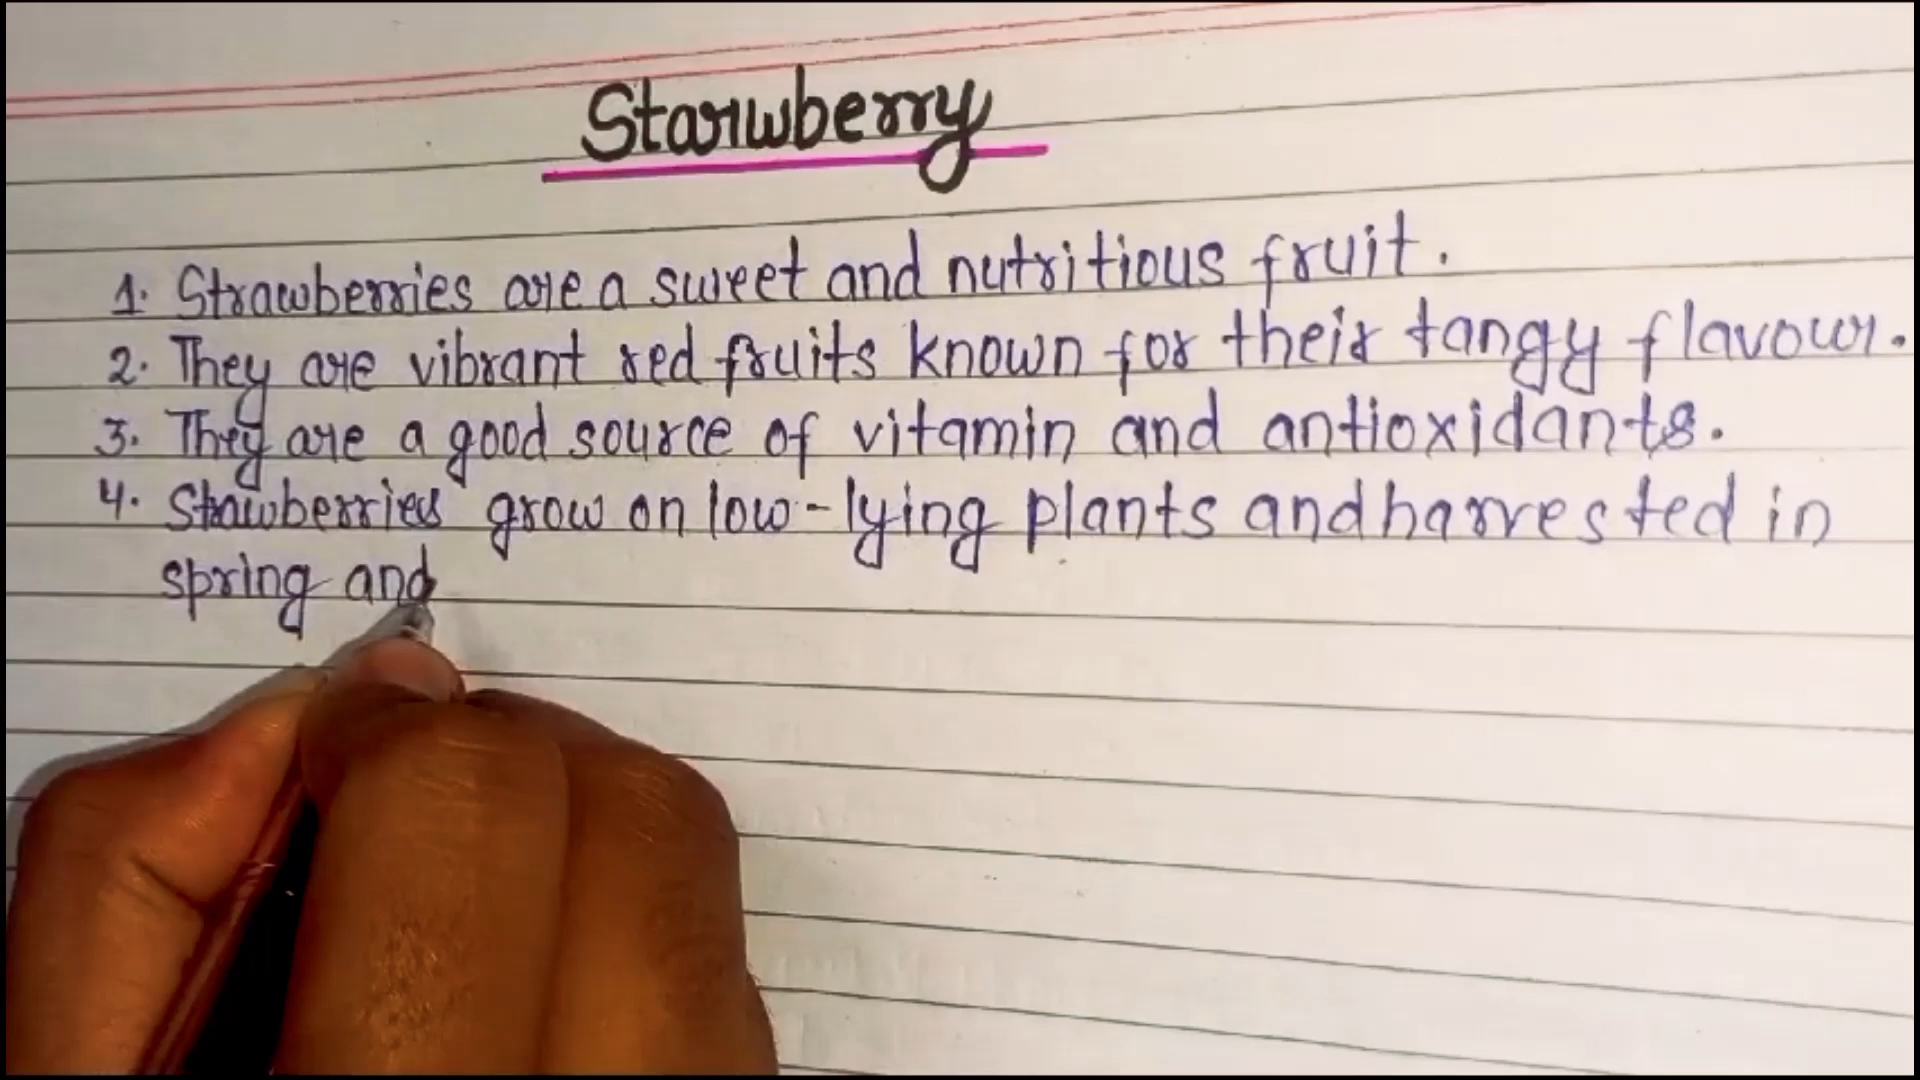 Starwberry
1. Strawberries are a sweet and nutritious fruit.
2. They are vibrant red fruits known for their tangy flavour.
3. They are a good source of vitamin and antioxidants.
4. Strawberries grow on low-lying plants and harvested in
spring and